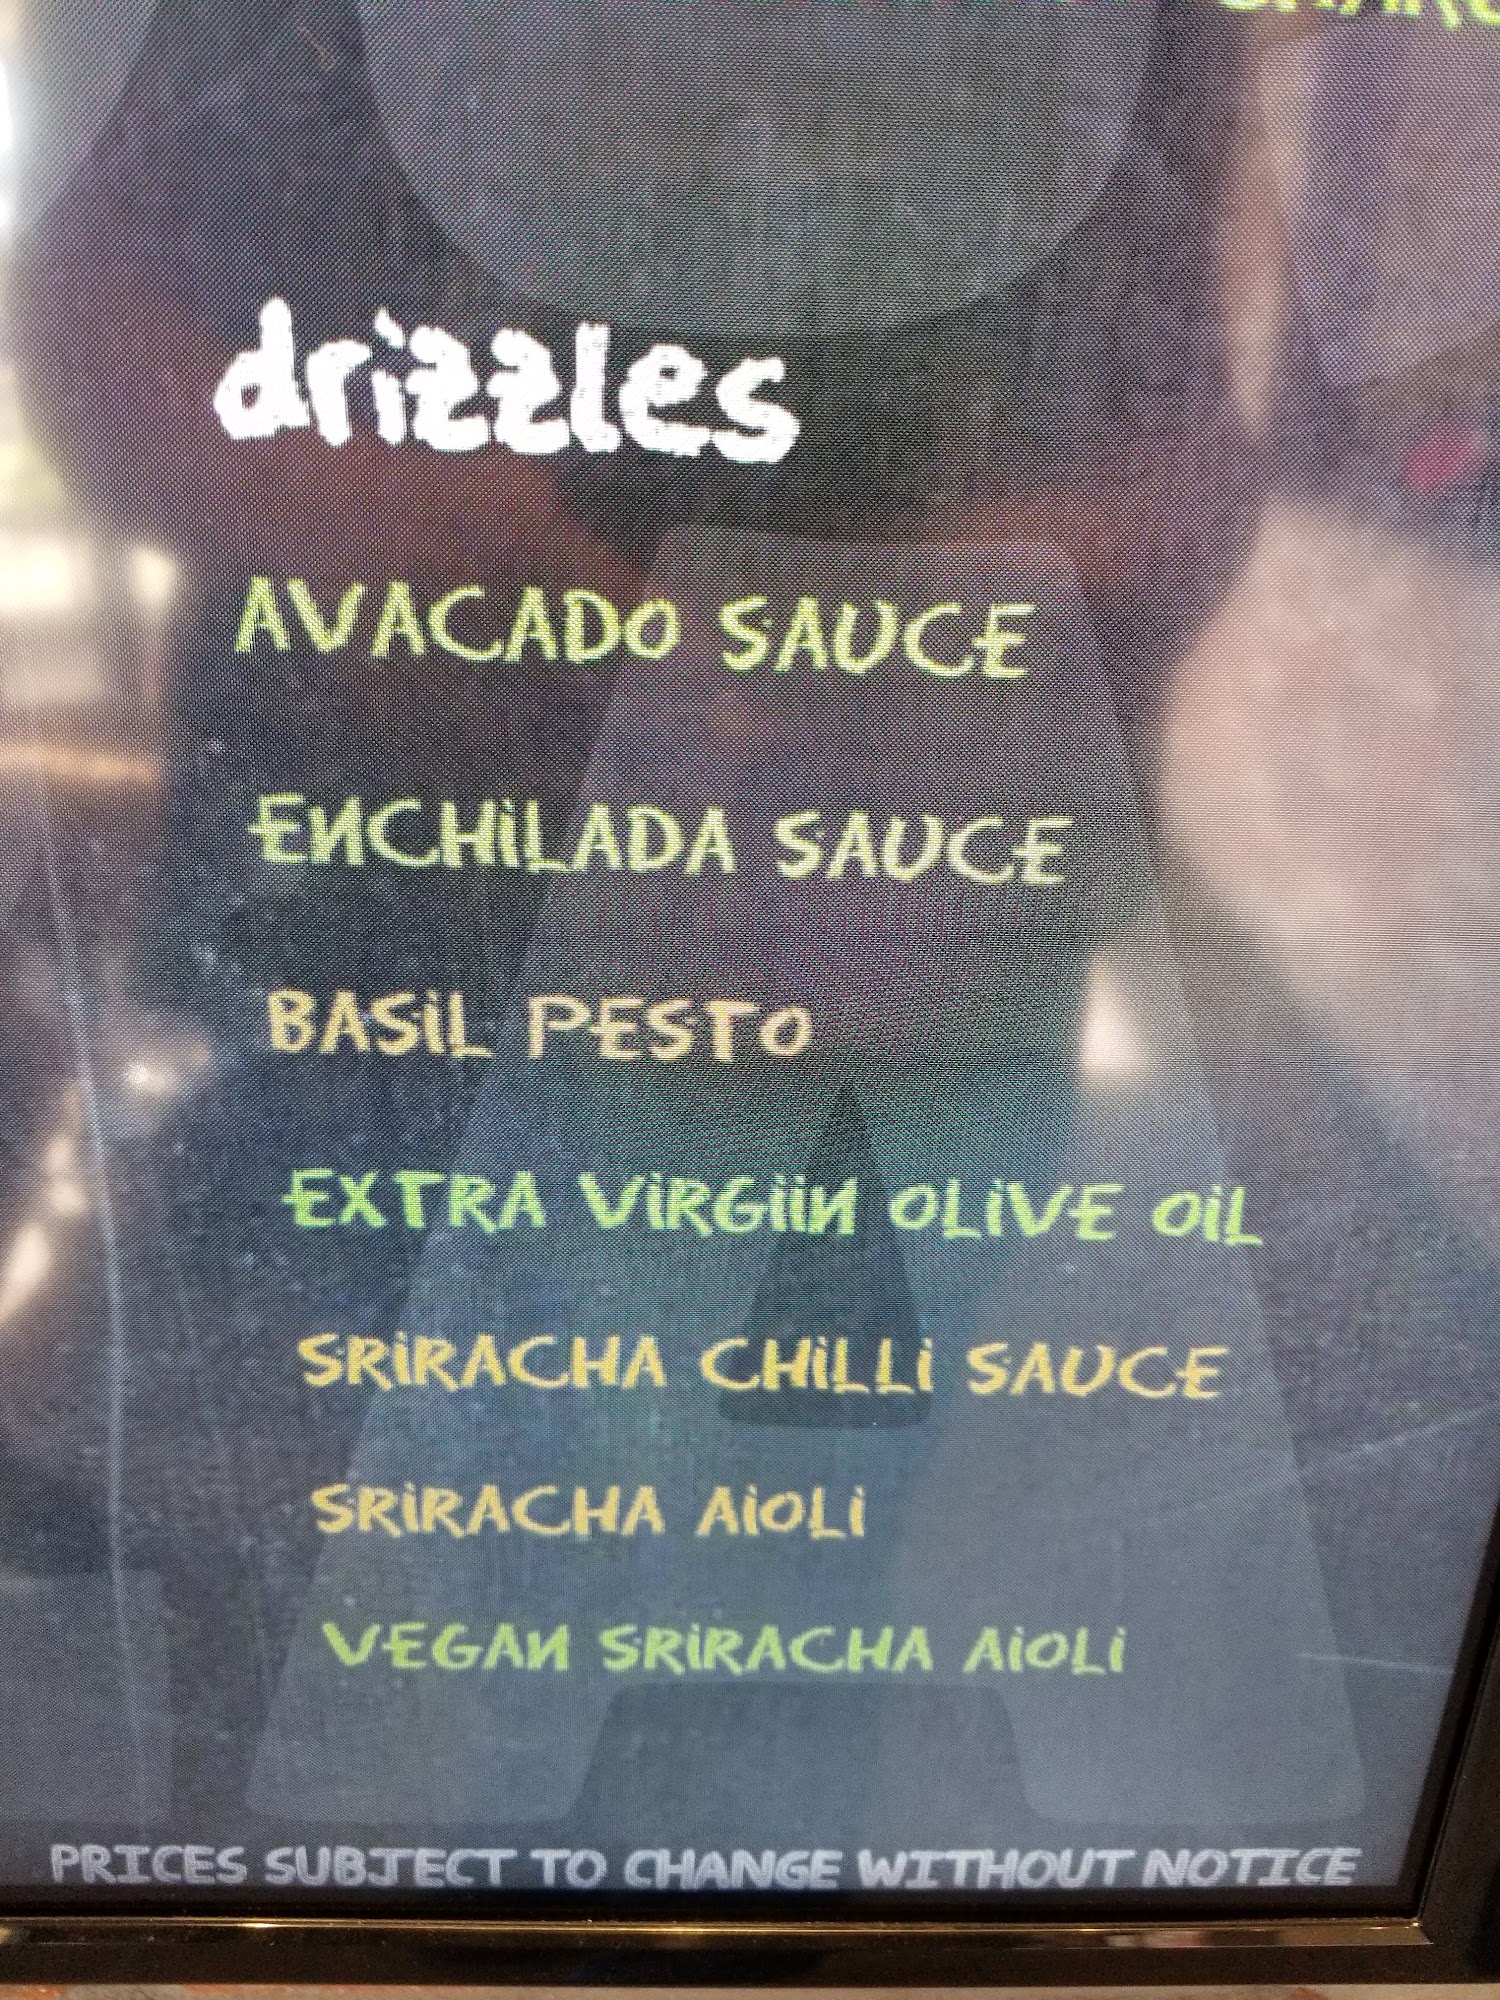 drizzles
AVACADO SAUCE
ENCHiLADA SAUCE
BASiL PESTO
EXTRA ViRGiiN OLiVE OiL
SRiRACHA CHiLLi SAUCE
SRiRACHA AiOLi
VEGAN SRiRACHA AiOLi
PRICES SUBJECT TO CHANGE WITHOUT NOTICE